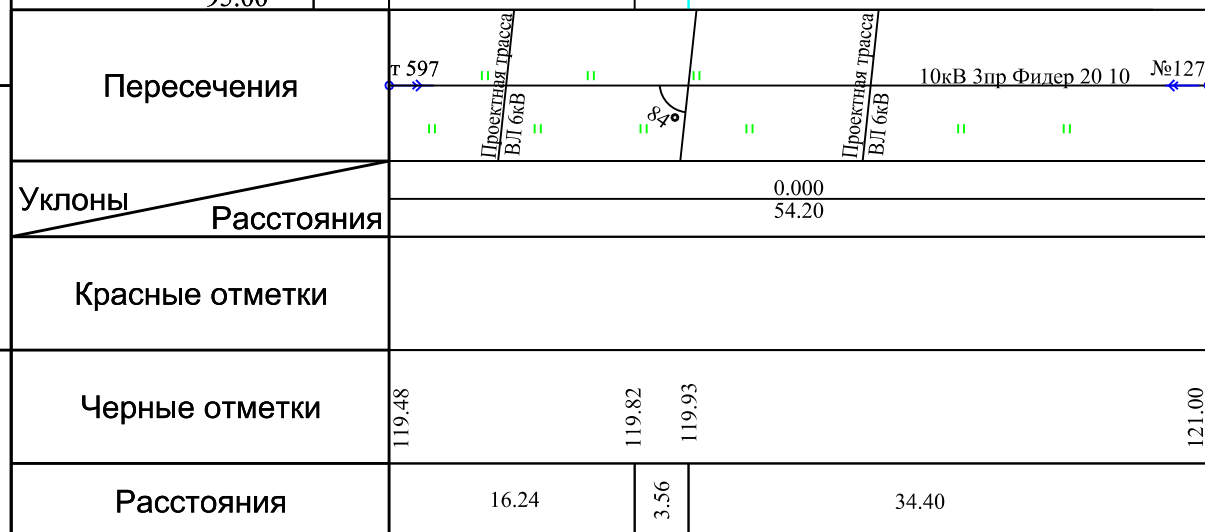 95.00
Пересечения
т 597
Проектная трасса
ВЛ 6кВ
84°
Проектная трасса
ВЛ 6кВ
10кВ 3пр Фидер 20 10
№127
Уклоны
Расстояния
0.000
54.20
Красные отметки
Черные отметки
119.48
119.82
119.93
121.00
Расстояния
16.24
3.56
34.40